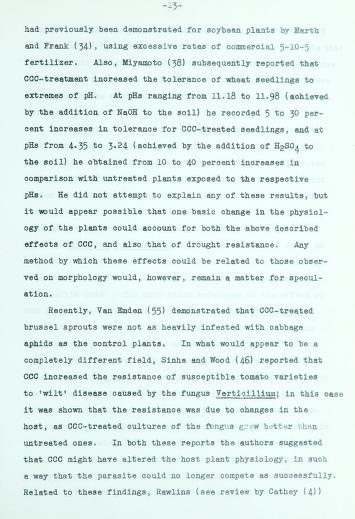 -13-
had previously been demonstrated for soybean plants by Marth
and Frank (34), using excessive rates of commercial 5-10-5
fertilizer. Also, Miyamoto (38) subsequently reported that
CCC-treatment increased the tolerance of wheat seedlings to
extremes of pH. At pHs ranging from 11.18 to 11.98 (achieved
by the addition of NaOH to the soil) he recorded 5 to 30 per-
cent increases in tolerance for CCC-treated seedlings, and at
pHs from 4.35 to 3.24 (achieved by the addition of H2SO4 to
the soil) he obtained from 10 to 40 percent increases in
comparison with untreated plants exposed to the respective
pHs. He did not attempt to explain any of these results, but
it would appear possible that one basic change in the physiol-
ogy of the plants could account for both the above described
effects of CCC, and also that of drought resistance. Any
method by which these effects could be related to those obser-
ved on morphology would, however, remain a matter for specul-
ation.
Recently, Van Emden (55) demonstrated that CCC-treated
brussel sprouts were not as heavily infested with cabbage
aphids as the control plants. In what would appear to be a
completely different field, Sinha and Wood (46) reported that
CCC increased the resistance of susceptible tomato varieties
to 'wilt' disease caused by the fungus Verticillium; in this case
it was shown that the resistance was due to changes in the
host, as CCC-treated cultures of the fungus grew better than
untreated ones. In both these reports the authors suggested
that CCC might have altered the host plant physiology, in such
a way that the parasite could no longer compete as successfully.
Related to these findings, Rawlins (see review by Cathey (4))